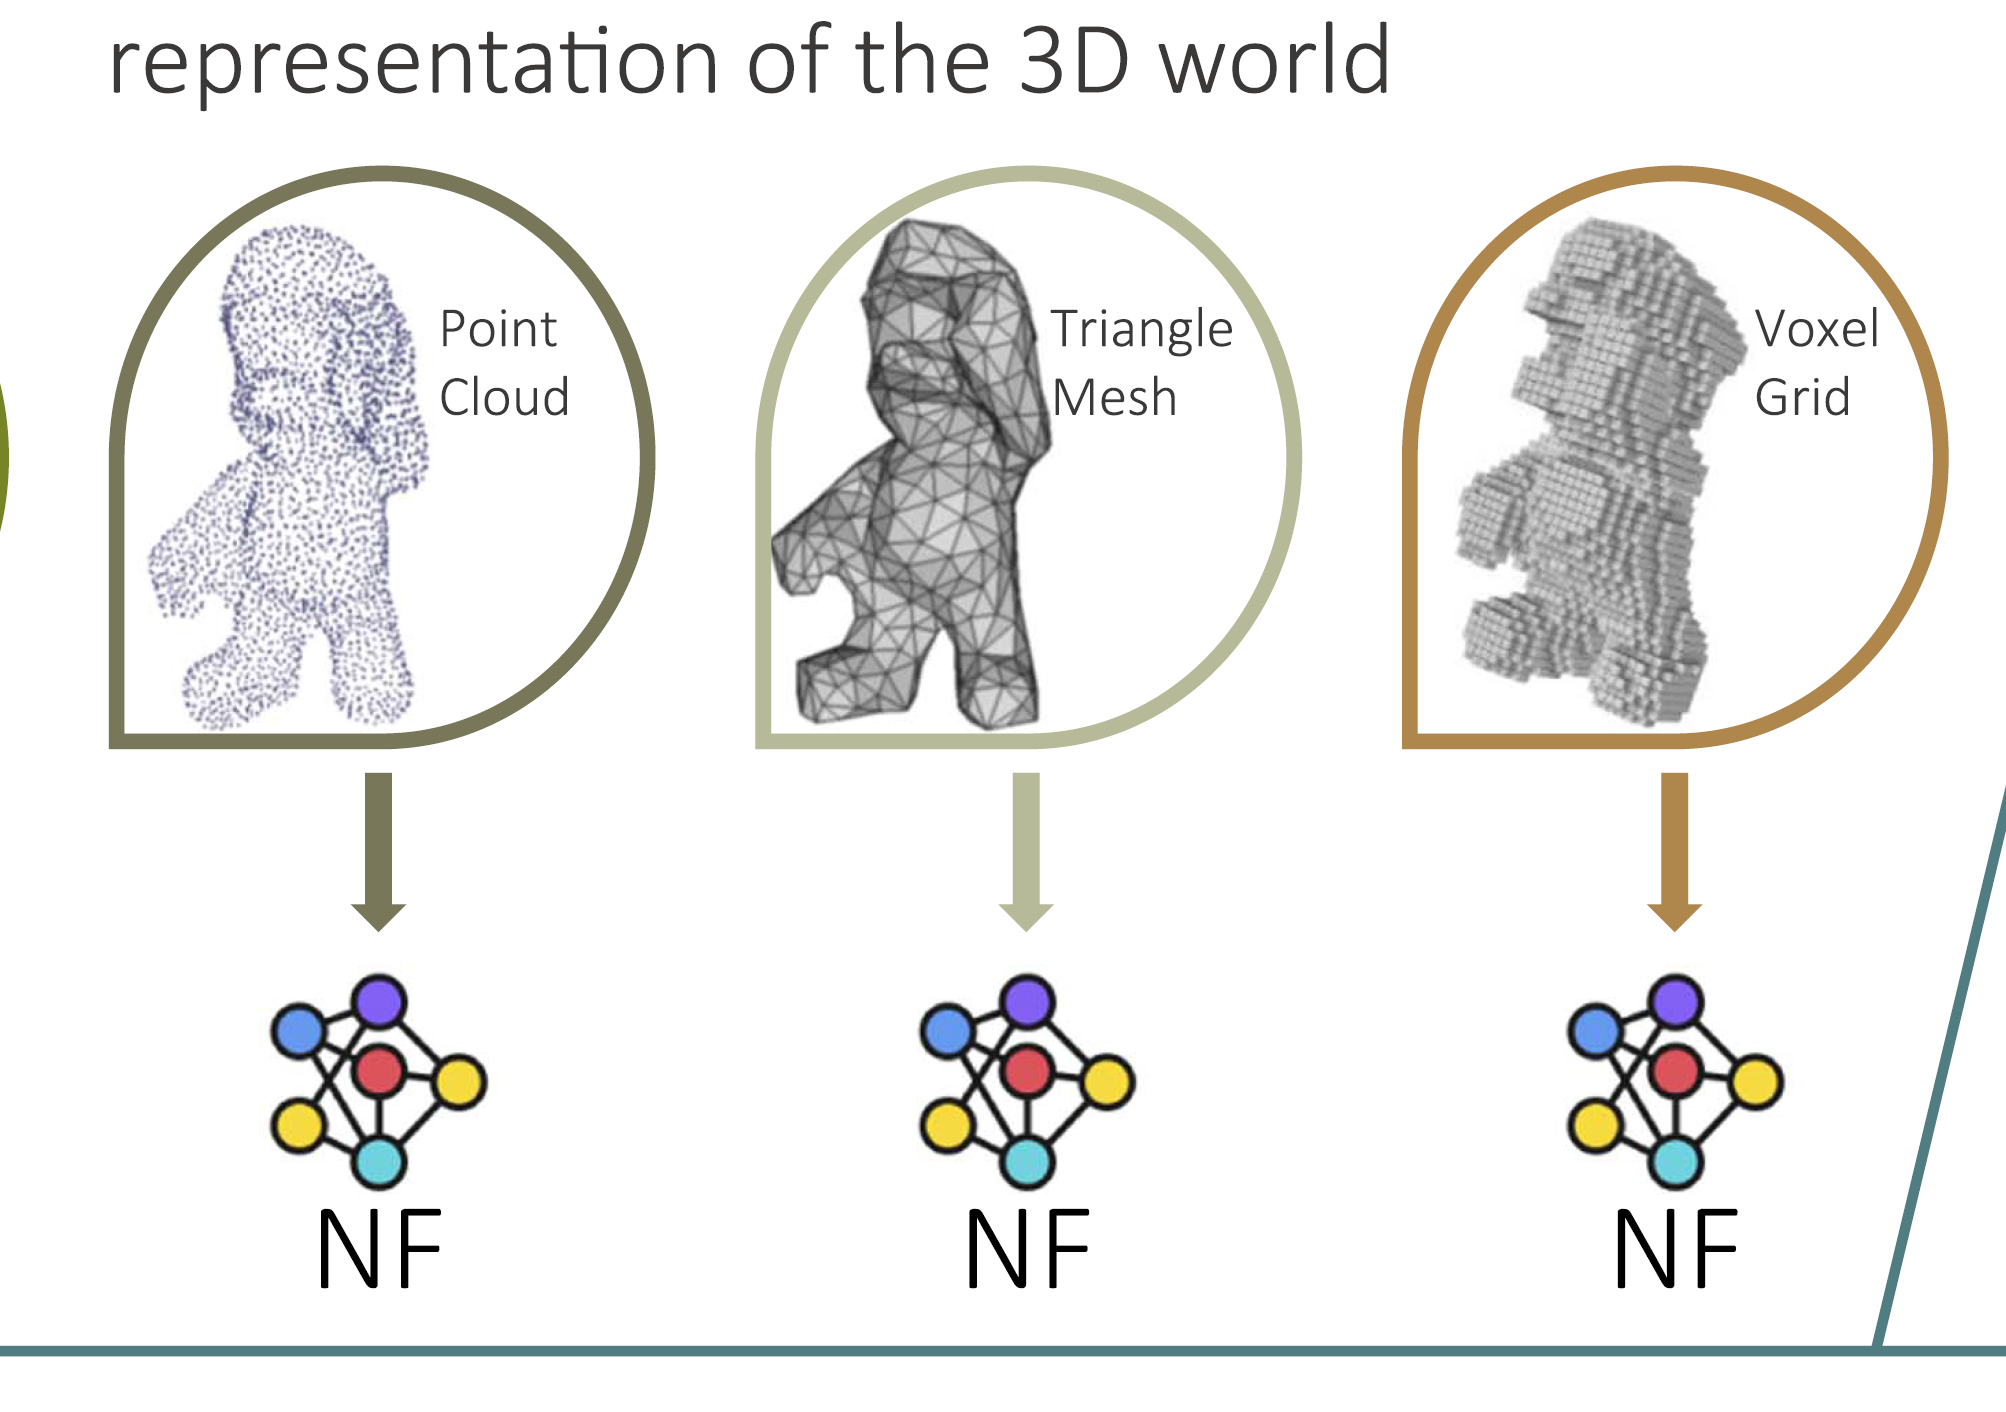 representation of the 3D world
Point
Cloud
Triangle
Mesh
Voxel
Grid
NF
NF
NF